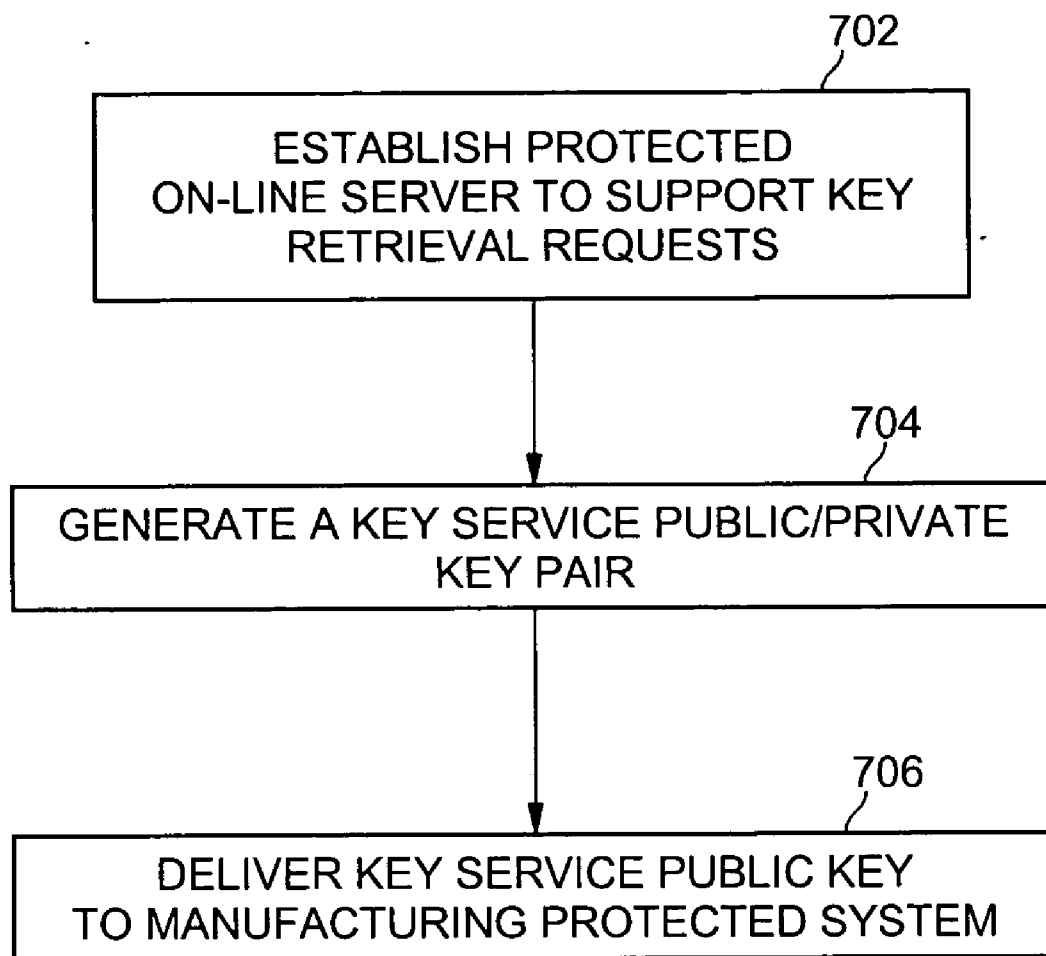 702
ESTABLISH PROTECTED
ON-LINE SERVER TO SUPPORT KEY
RETRIEVAL REQUESTS
704
GENERATE A KEY SERVICE PUBLIC/PRIVATE
KEY PAIR
706
DELIVER KEY SERVICE PUBLIC KEY
TO MANUFACTURING PROTECTED SYSTEM